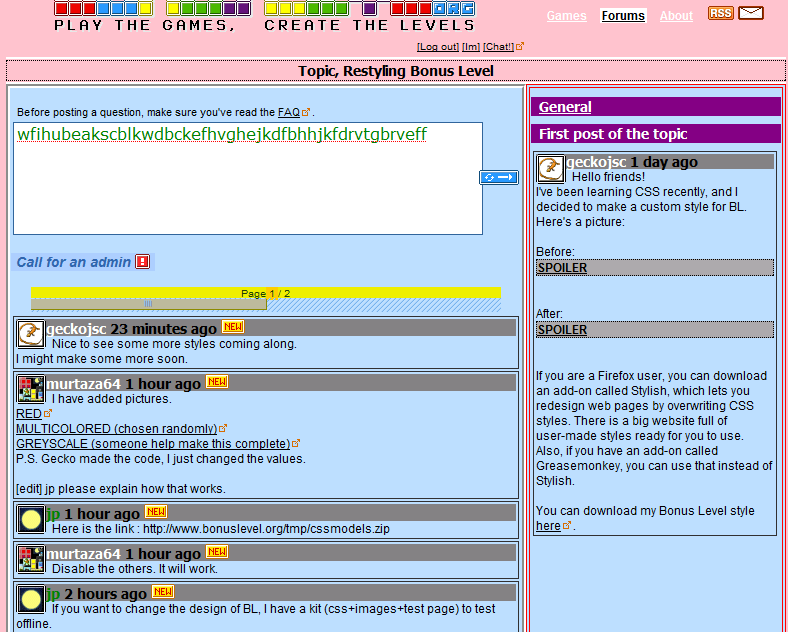 ORG
PLAY THE GAMES, CREATE THE LEVELS
Games Forums About RSS
[Log out] [Im] [Chat!]
Topic, Restyling Bonus Level
Before posting a question, make sure you've read the FAQ .
wfihubeakscblkwdbckefhvghejkdfbhhjkfdrvtgbrveff
Call for an admin !
Page 1 / 2
geckojsc 23 minutes ago NEW
Nice to see some more styles coming along.
I might make some more soon.
murtaza64 1 hour ago NEW
I have added pictures.
RED
MULTICOLORED (chosen randomly)
GREYSCALE (someone help make this complete)
P.S. Gecko made the code, I just changed the values.
[edit] jp please explain how that works.
jp 1 hour ago NEW
Here is the link : http://www.bonuslevel.org/tmp/cssmodels.zip
murtaza64 1 hour ago NEW
Disable the others. It will work.
jp 2 hours ago NEW
If you want to change the design of BL, I have a kit (css+images+test page) to test
offline.
General
First post of the topic
geckojsc 1 day ago
Hello friends!
I've been learning CSS recently, and I
decided to make a custom style for BL.
Here's a picture:
Before:
SPOILER
After:
SPOILER
If you are a Firefox user, you can download
an add-on called Stylish, which lets you
redesign web pages by overwriting CSS
styles. There is a big website full of
user-made styles ready for you to use.
Also, if you have an add-on called
Greasemonkey, you can use that instead of
Stylish.
You can download my Bonus Level style
here .